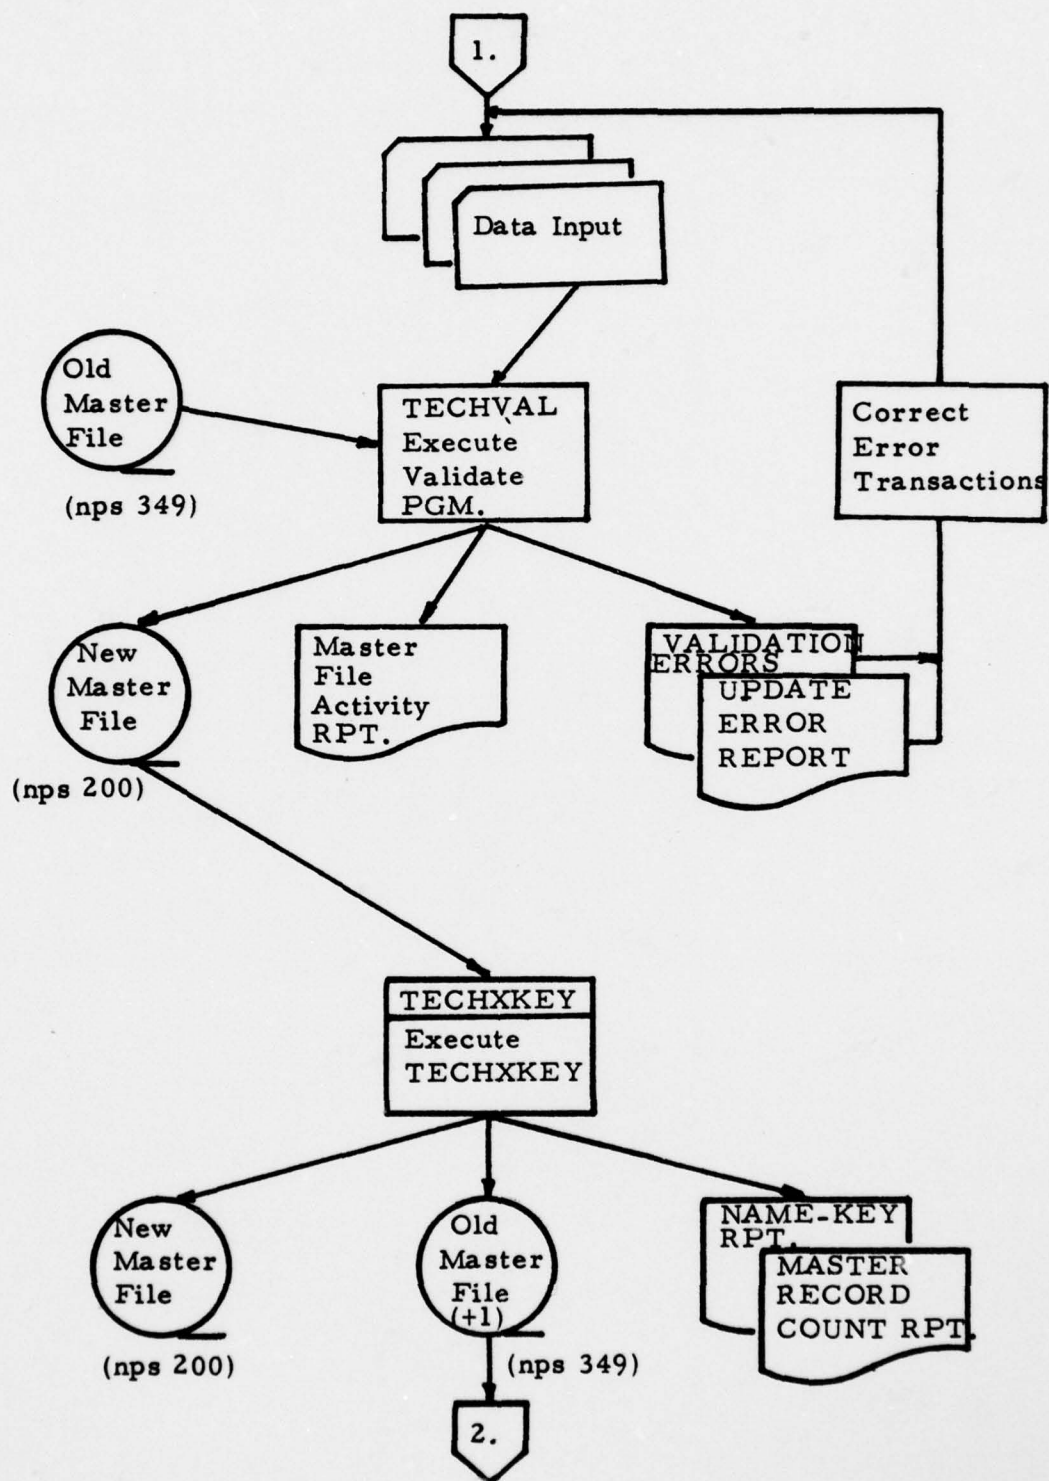 1.
Data Input
Old
Master
File
(nps 349)
TECHVAL
Execute
Validate
PGM.
Correct
Error
Transactions
New
Master
File
(nps 200)
Master
File
Activity
RPT.
VALIDATION
ERRORS
UPDATE
ERROR
REPORT
TECHXKEY
Execute
TECHXKEY
New
Master
File
(nps 200)
Old
Master
File
(+1)
(nps 349)
NAME-KEY
RPT.
MASTER
RECORD
COUNT RPT.
2.